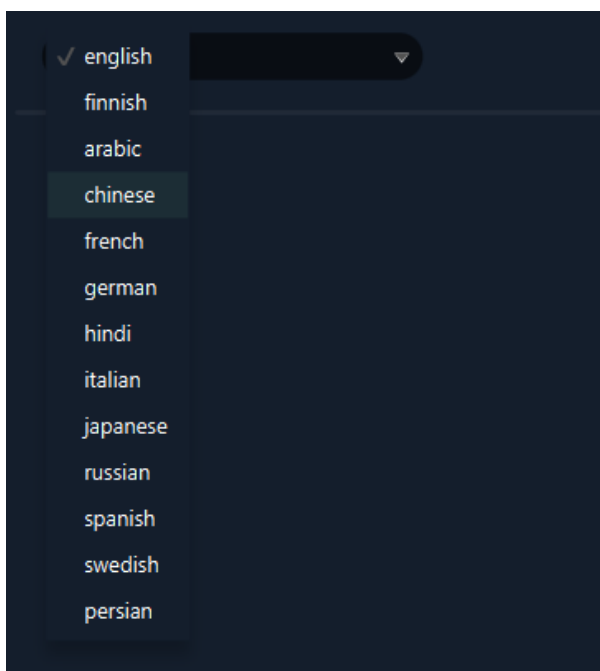 english
finnish
arabic
chinese
french
german
hindi
italian
japanese
russian
spanish
swedish
persian